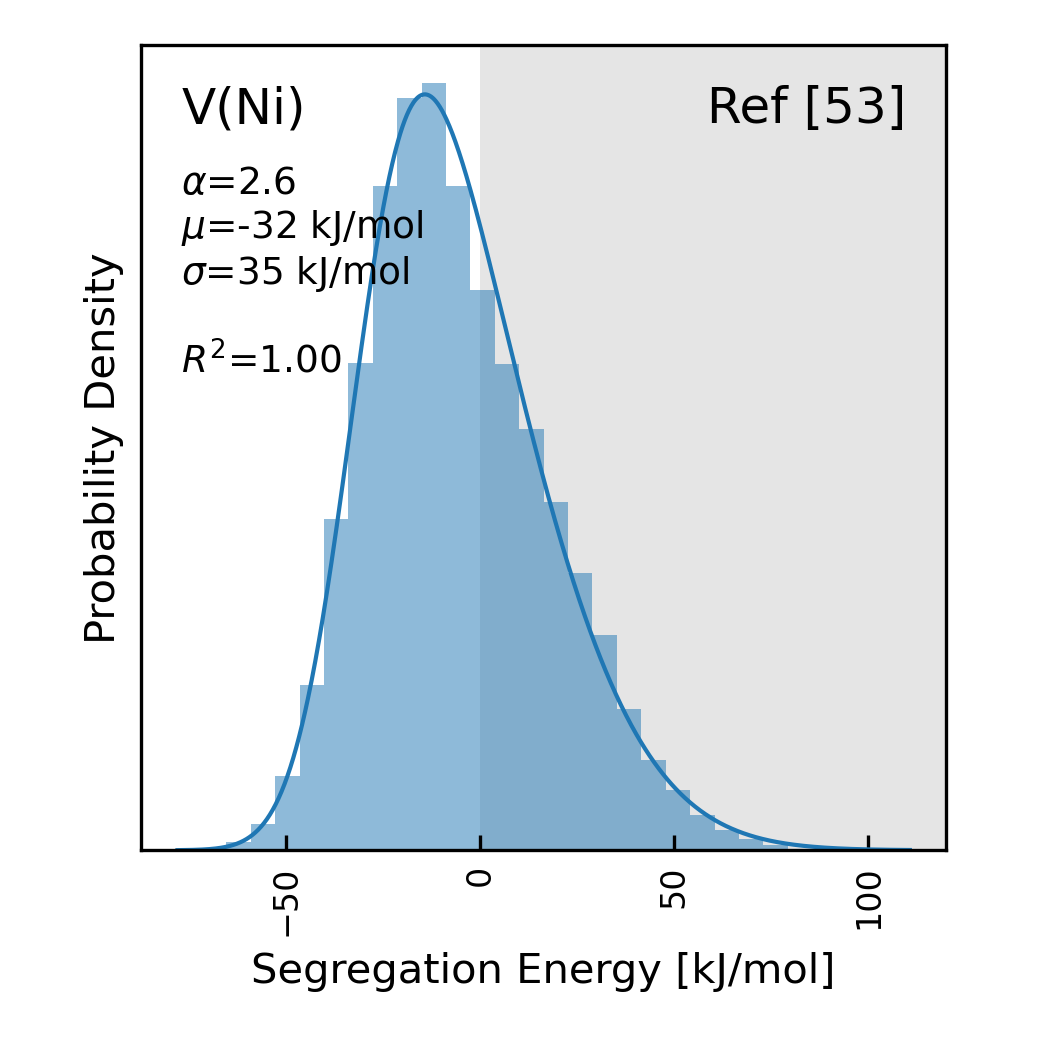 V(Ni)
Ref [53]
α=2.6
μ=-32 kJ/mol
σ=35 kJ/mol
R²=1.00
Probability Density
−50
0
50
100
Segregation Energy [kJ/mol]